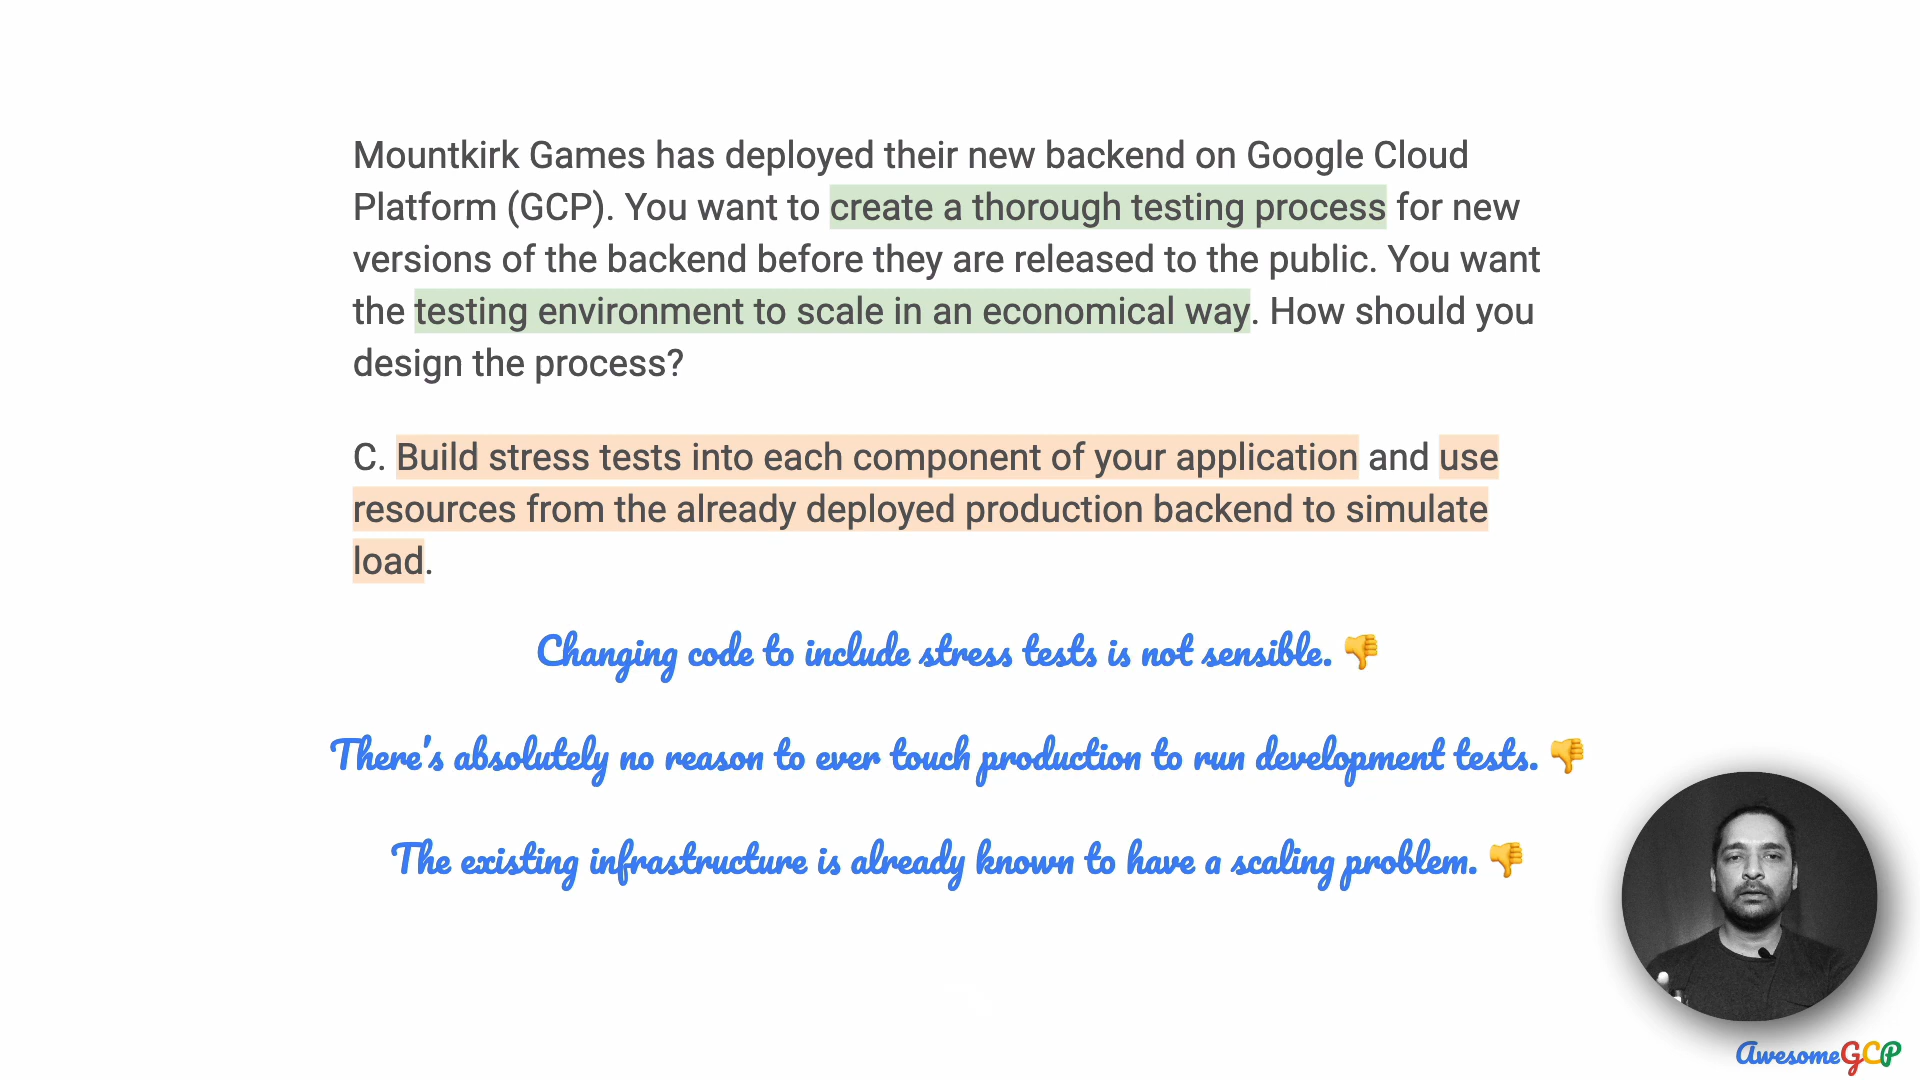 Mountkirk Games has deployed their new backend on Google Cloud
Platform (GCP). You want to create a thorough testing process for new
versions of the backend before they are released to the public. You want
the testing environment to scale in an economical way. How should you
design the process?
C. Build stress tests into each component of your application and use
resources from the already deployed production backend to simulate
load.
Changing code to include stress tests is not sensible. 👎
There's absolutely no reason to ever touch production to run development tests. 👎
The existing infrastructure is already known to have a scaling problem. 👎
AwesomeGCP